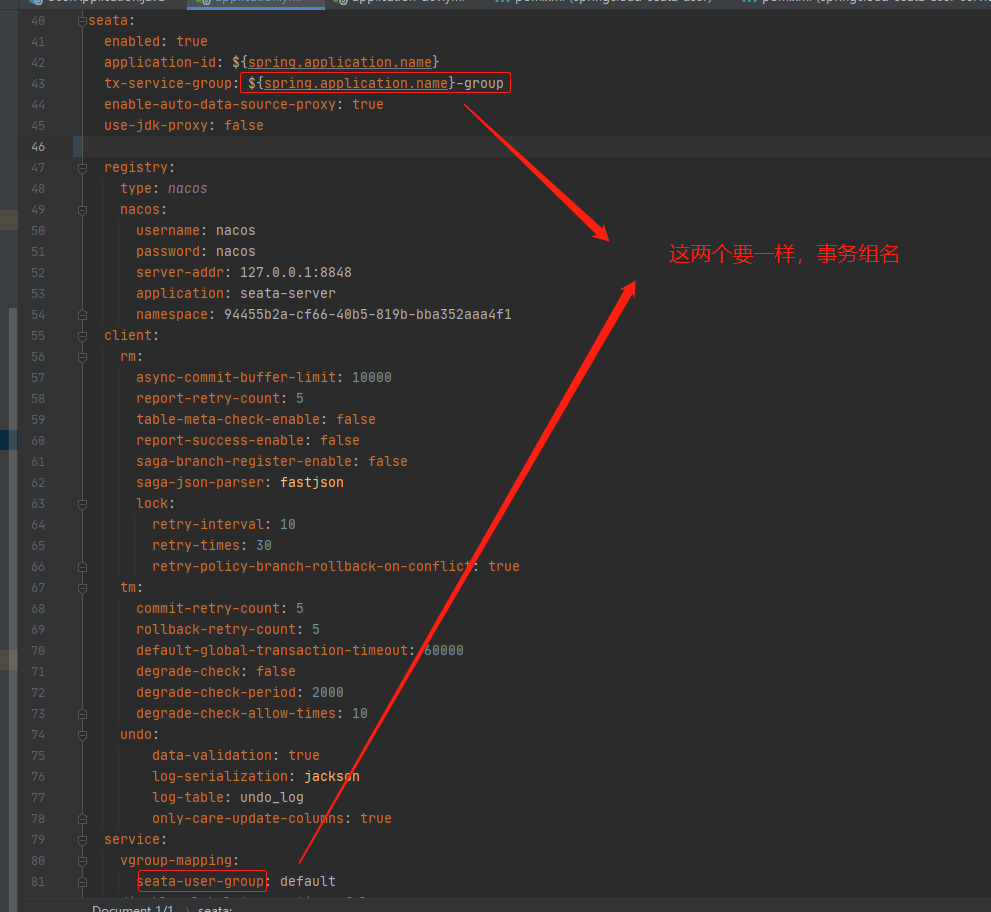 40 seata:
41 enabled: true
42 application-id: ${spring.application.name}
43 tx-service-group: ${spring.application.name}-group
44 enable-auto-data-source-proxy: true
45 use-jdk-proxy: false
46
47 registry:
48 type: nacos
49 nacos:
50 username: nacos
51 password: nacos
52 server-addr: 127.0.0.1:8848
这两个要一样，事务组名
53 application: seata-server
54 namespace: 94455b2a-cf66-40b5-819b-bba352aaa4f1
55 client:
56 rm:
57 async-commit-buffer-limit: 10000
58 report-retry-count: 5
59 table-meta-check-enable: false
60 report-success-enable: false
61 saga-branch-register-enable: false
62 saga-json-parser: fastjson
63 lock:
64 retry-interval: 10
65 retry-times: 30
66 retry-policy-branch-rollback-on-conflict: true
67 tm:
68 commit-retry-count: 5
69 rollback-retry-count: 5
70 default-global-transaction-timeout: 60000
71 degrade-check: false
72 degrade-check-period: 2000
73 degrade-check-allow-times: 10
74 undo:
75 data-validation: true
76 log-serialization: jackson
77 log-table: undo_log
78 only-care-update-columns: true
79 service:
80 vgroup-mapping:
81 seata-user-group: default
Document 1/1 › seata: